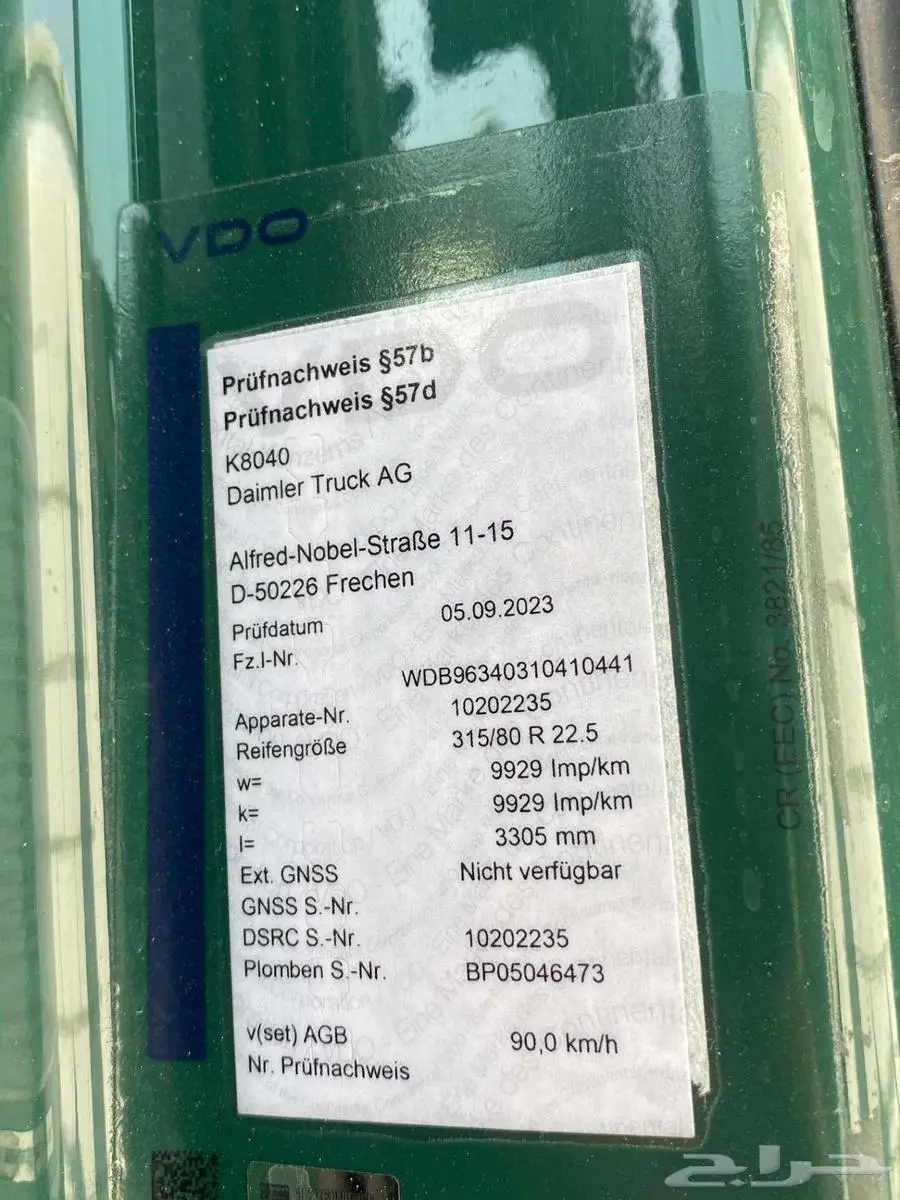 VDO
Prüfnachweis §57b
Prüfnachweis §57d
K8040
Daimler Truck AG
Alfred-Nobel-Straße 11-15
D-50226 Frechen
Prüfdatum 05.09.2023
Fz.I-Nr. WDB96340310410441
Apparate-Nr. 10202235
Reifengröße 315/80 R 22.5
w= 9929 Imp/km
k= 9929 Imp/km
l= 3305 mm
Ext. GNSS Nicht verfügbar
GNSS S.-Nr.
DSRC S.-Nr. 10202235
Plomben S.-Nr. BP05046473
v(set) AGB 90,0 km/h
Nr. Prüfnachweis
CR (EEC) No. 3821/85
حراج